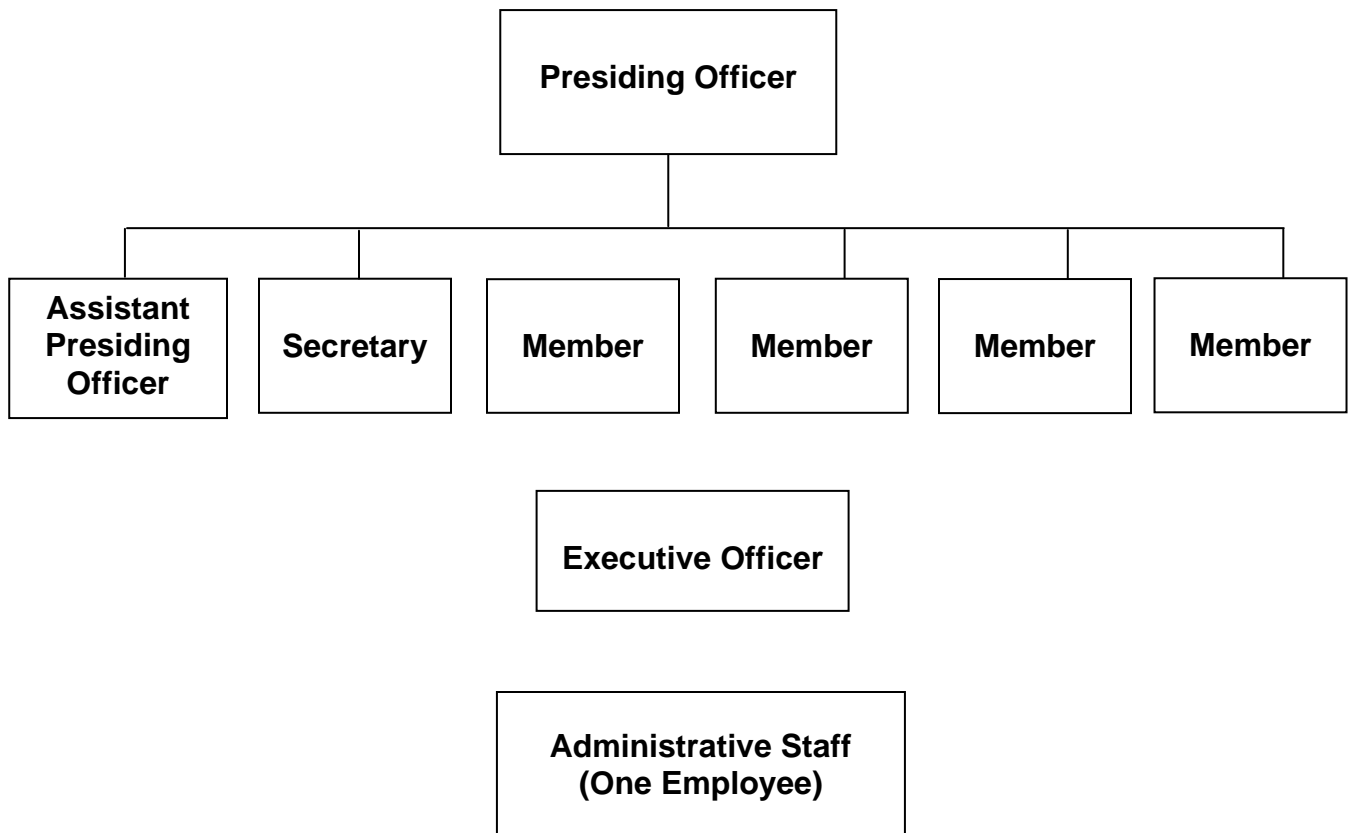 Presiding Officer
Assistant
Presiding
Officer
Secretary
Member
Member
Member
Member
Executive Officer
Administrative Staff
(One Employee)